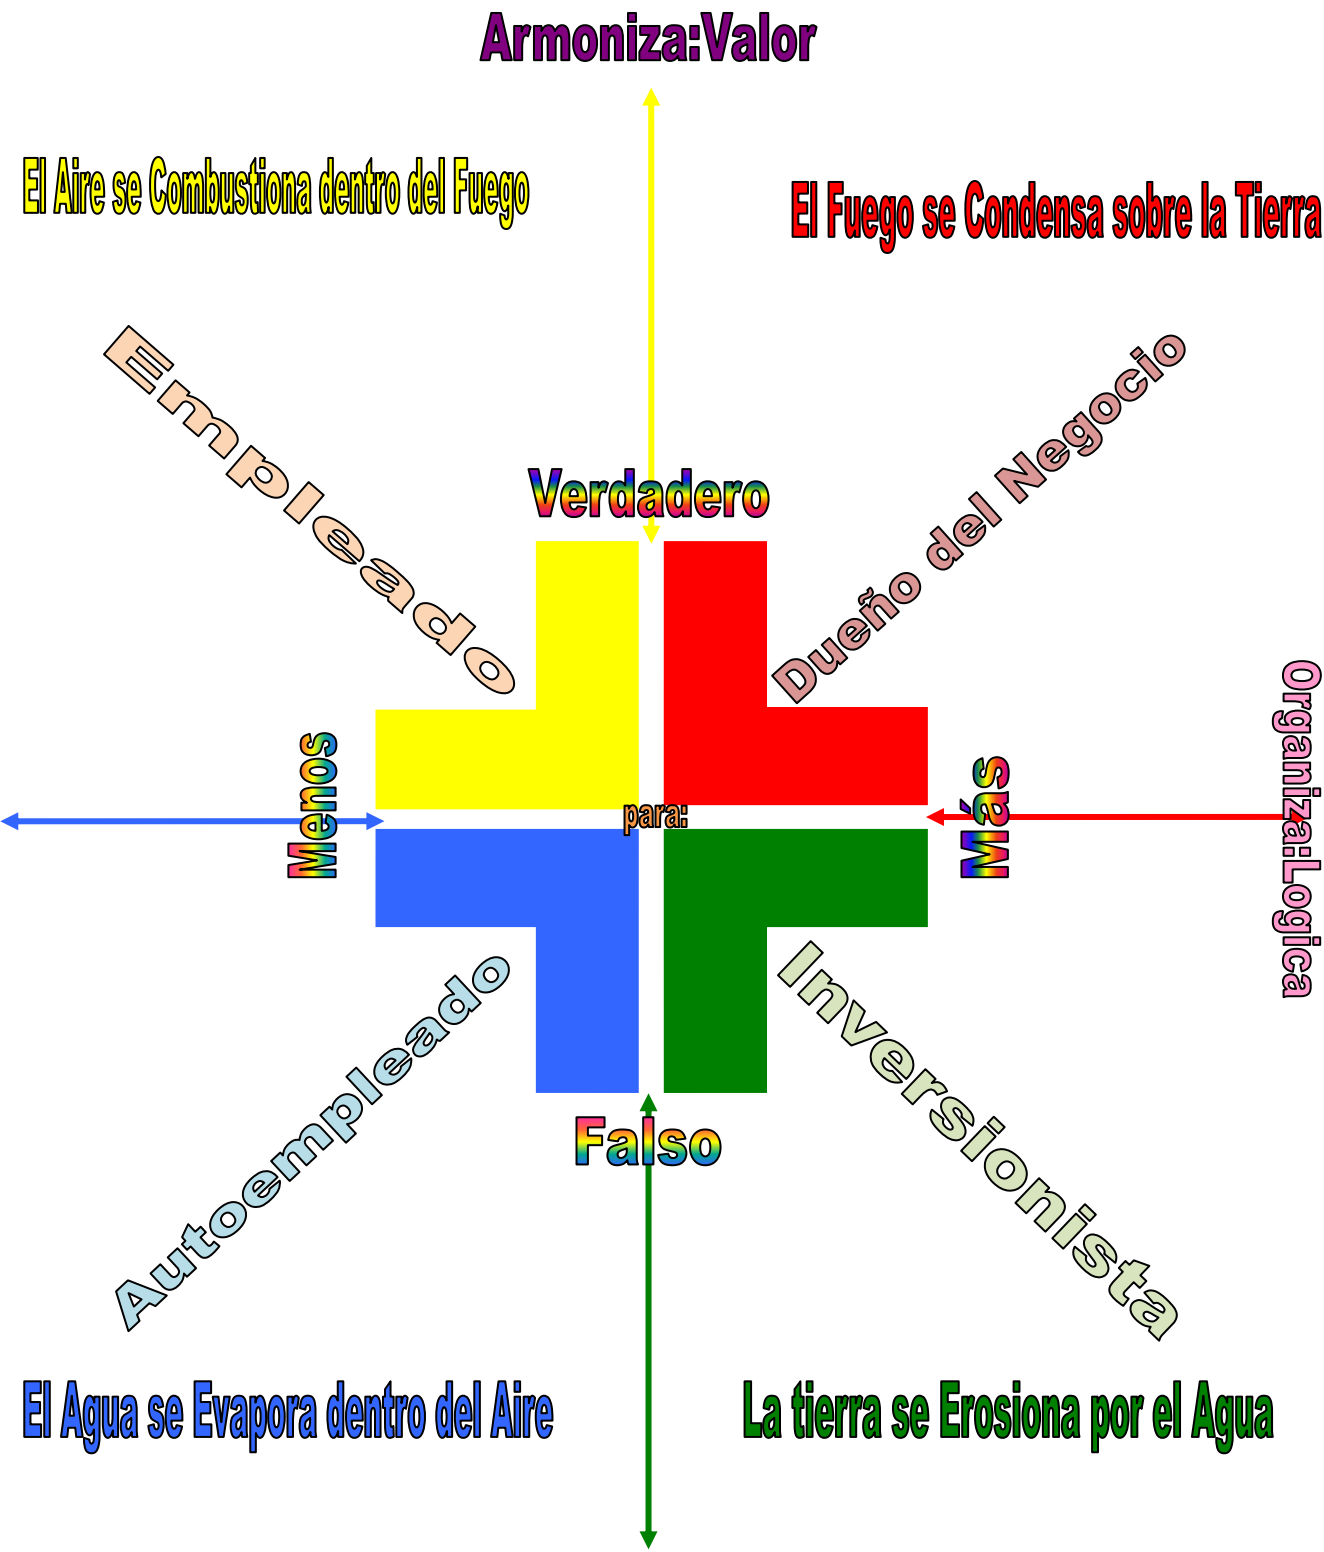 Armoniza:Valor
El Aire se Combustiona dentro del Fuego
El Fuego se Condensa sobre la Tierra
Empleado
Dueño del Negocio
Verdadero
Menos
para:
Más
Organiza:Logica
Autoempleado
Inversionista
Falso
El Agua se Evapora dentro del Aire
La tierra se Erosiona por el Agua